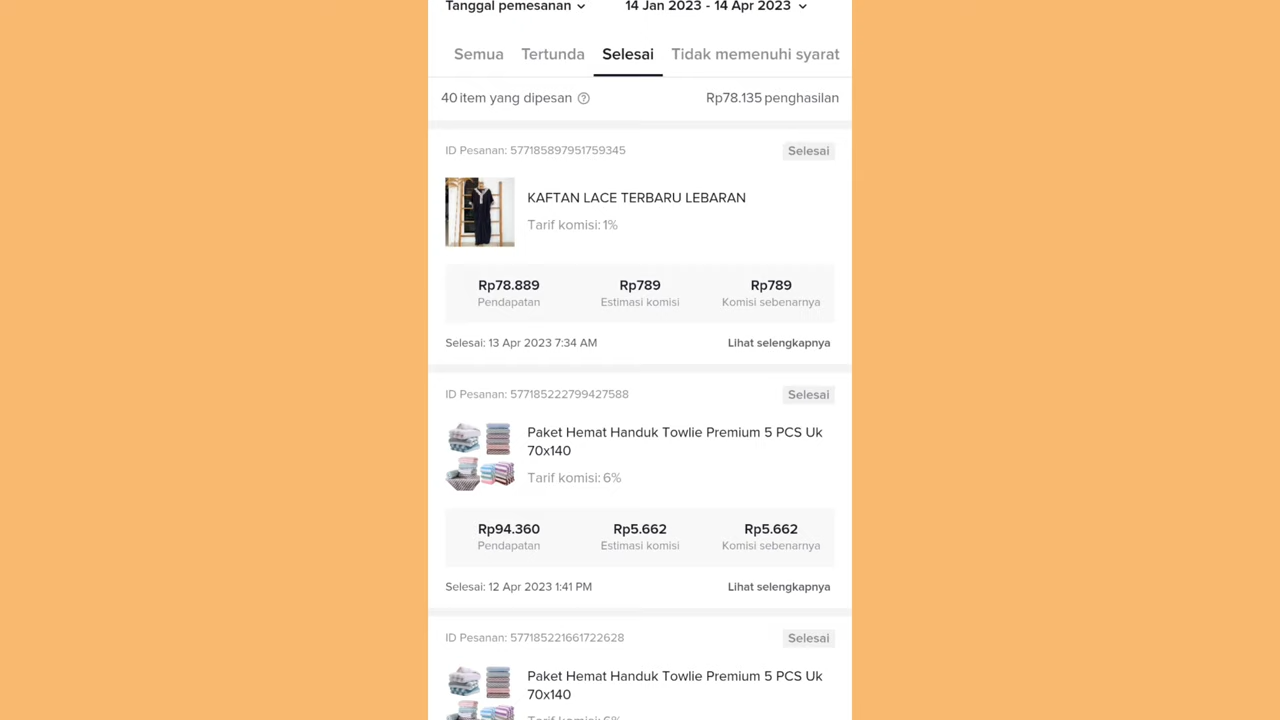 Tanggal pemesanan
14 Jan 2023 - 14 Apr 2023
Semua
Tertunda
Selesai
Tidak memenuhi syarat
40 item yang dipesan
Rp78.135 penghasilan
ID Pesanan: 577185897951759345
Selesai
KAFTAN LACE TERBARU LEBARAN
Tarif komisi: 1%
Rp78.889
Rp789
Rp789
Pendapatan
Estimasi komisi
Komisi sebenarnya
Selesai: 13 Apr 2023 7:34 AM
Lihat selengkapnya
ID Pesanan: 577185222799427588
Selesai
Paket Hemat Handuk Towlie Premium 5 PCS Uk
70x140
Tarif komisi: 6%
Rp94.360
Rp5.662
Rp5.662
Pendapatan
Estimasi komisi
Komisi sebenarnya
Selesai: 12 Apr 2023 1:41 PM
Lihat selengkapnya
ID Pesanan: 577185221661722628
Selesai
Paket Hemat Handuk Towlie Premium 5 PCS Uk
70x140
Tarif komisi: 6%